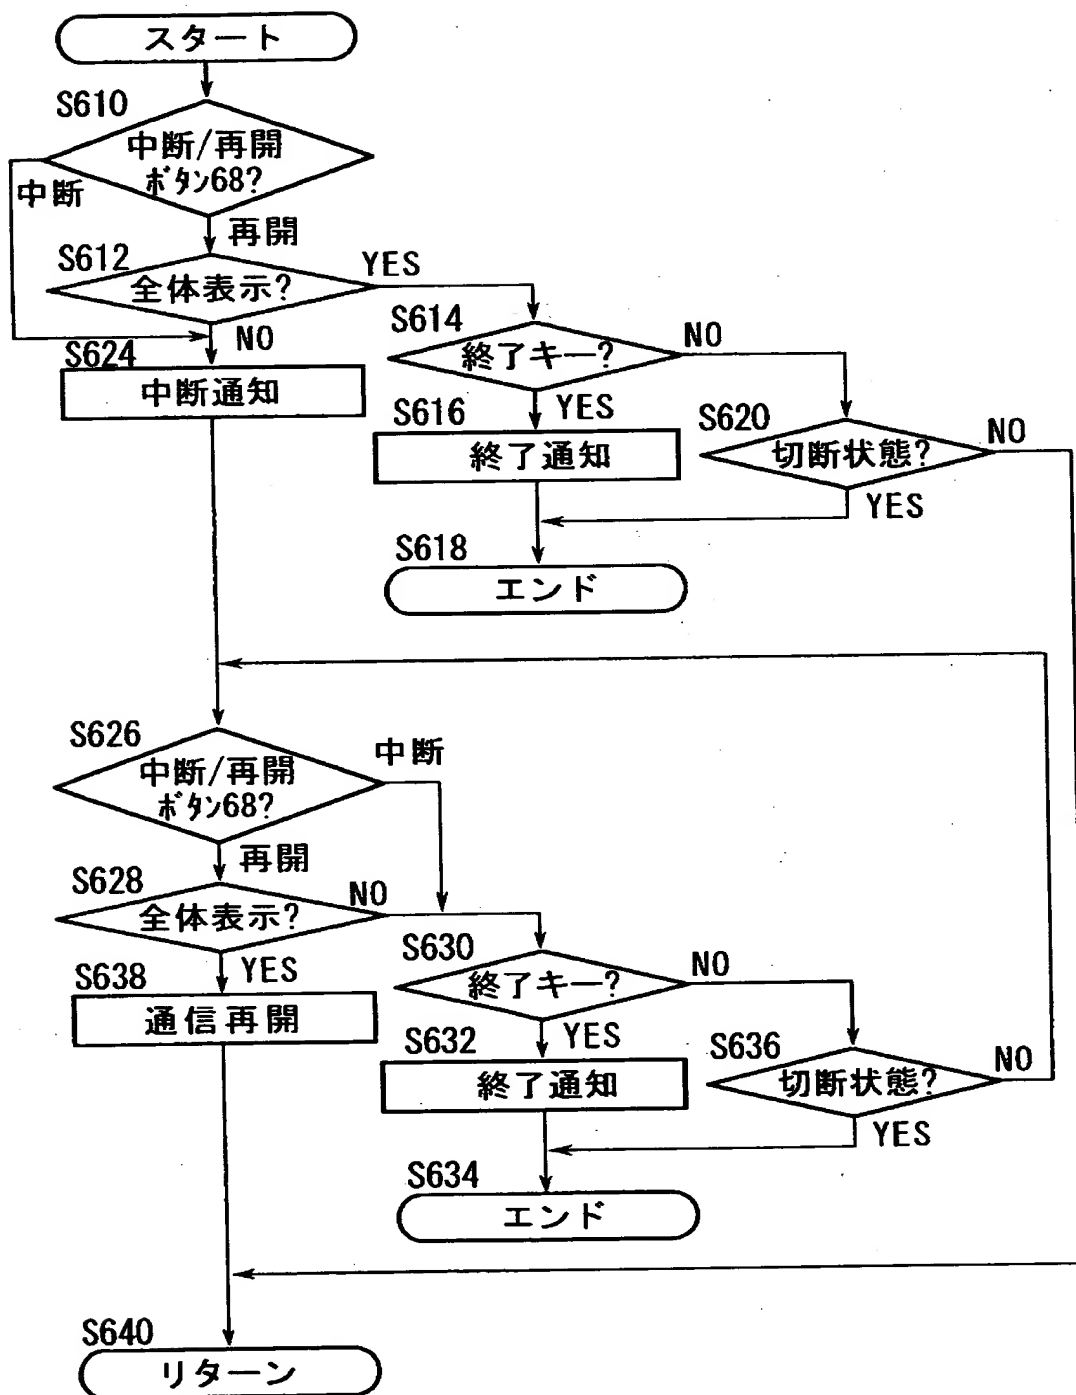 スタート
S610
中断/再開
ボタン68?
中断
再開
S612
全体表示?
YES
NO
S614
終了キー?
NO
S624
中断通知
YES
S616
終了通知
S620
切断状態?
NO
YES
S618
エンド
S626
中断/再開
ボタン68?
中断
再開
S628
全体表示?
NO
YES
S630
終了キー?
NO
S638
通信再開
YES
S632
終了通知
S636
切断状態?
NO
YES
S634
エンド
S640
リターン